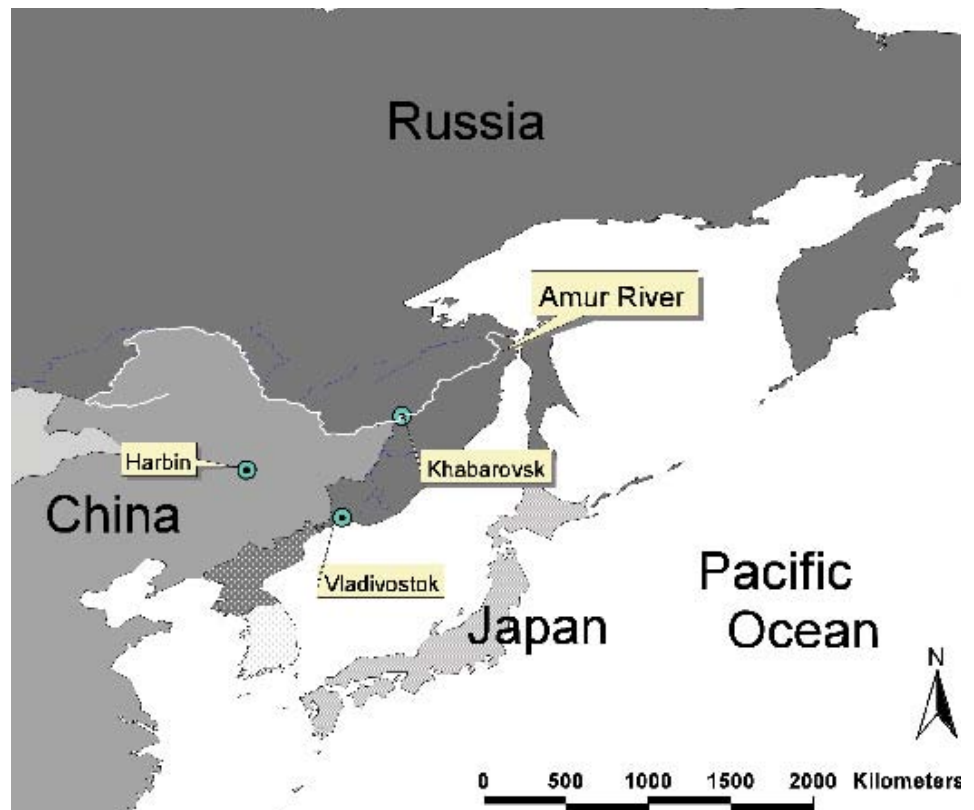 Russia
Amur River
Harbin
Khabarovsk
China
Vladivostok
Pacific
Ocean
Japan
N
0 500 1000 1500 2000 Kilometers